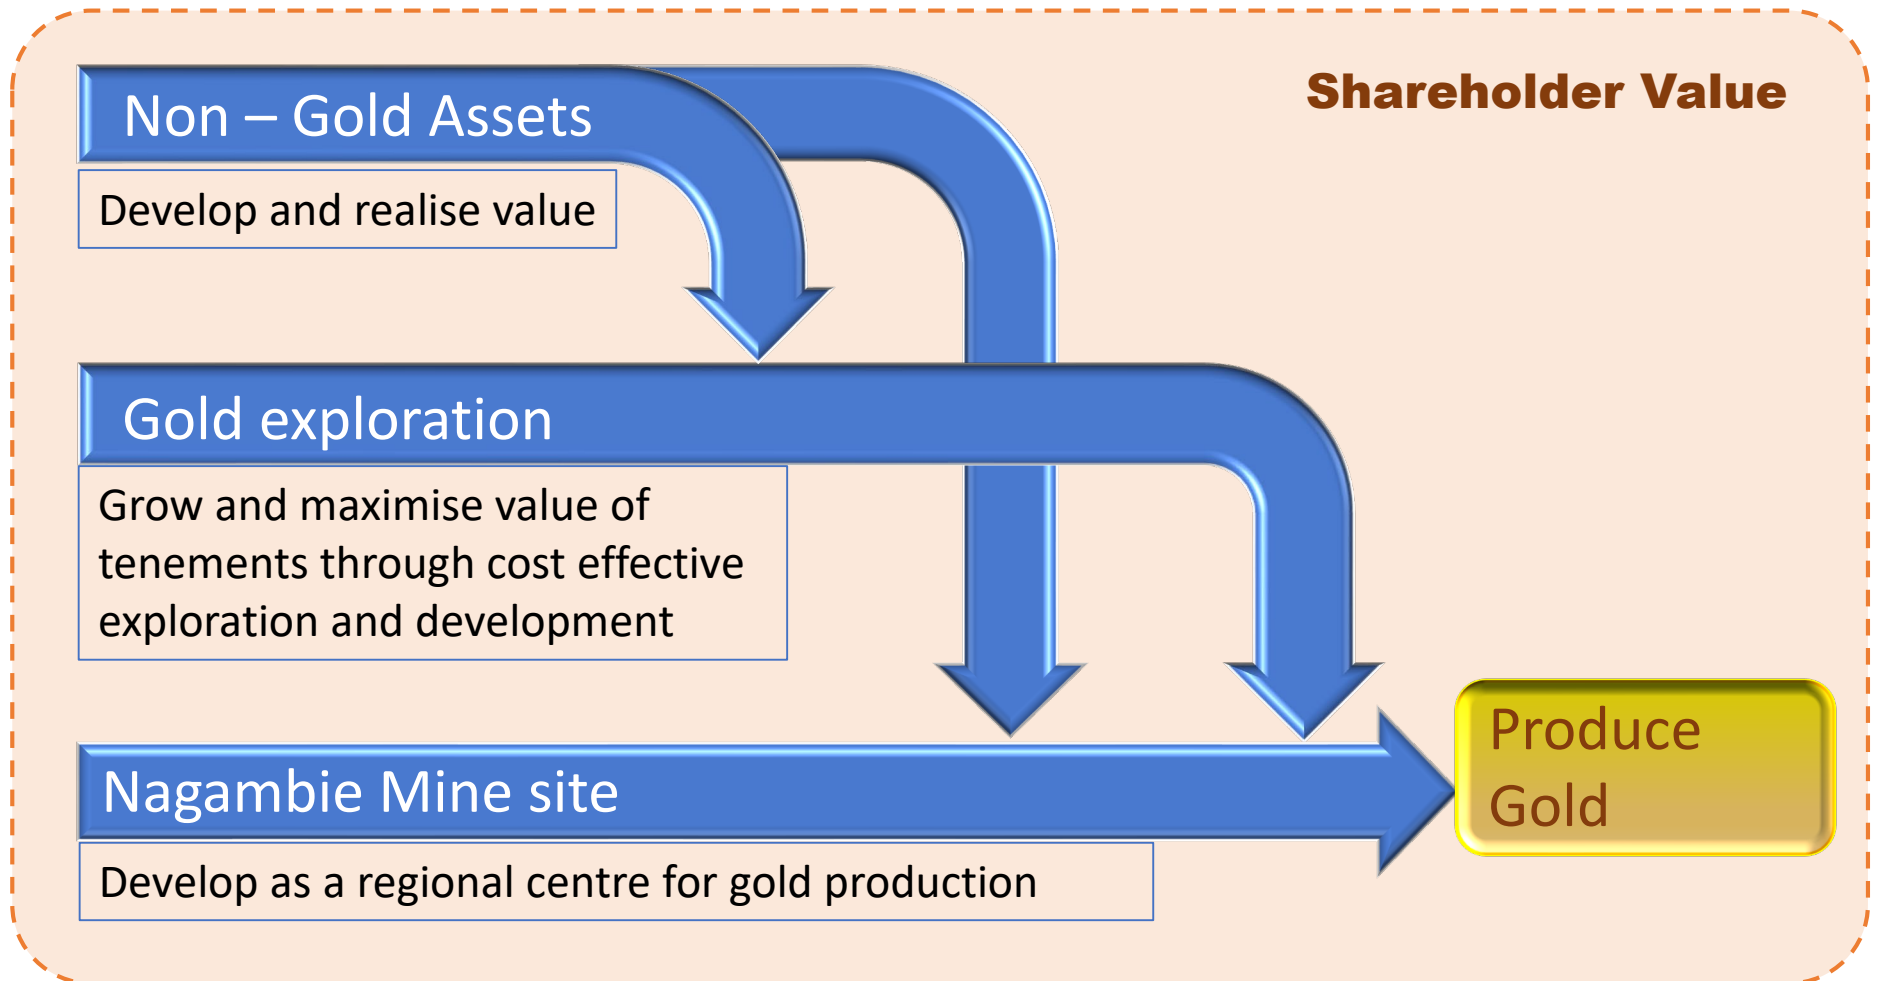 Shareholder Value
Non – Gold Assets
Develop and realise value
Gold exploration
Grow and maximise value of
tenements through cost effective
exploration and development
Nagambie Mine site
Develop as a regional centre for gold production
Produce
Gold